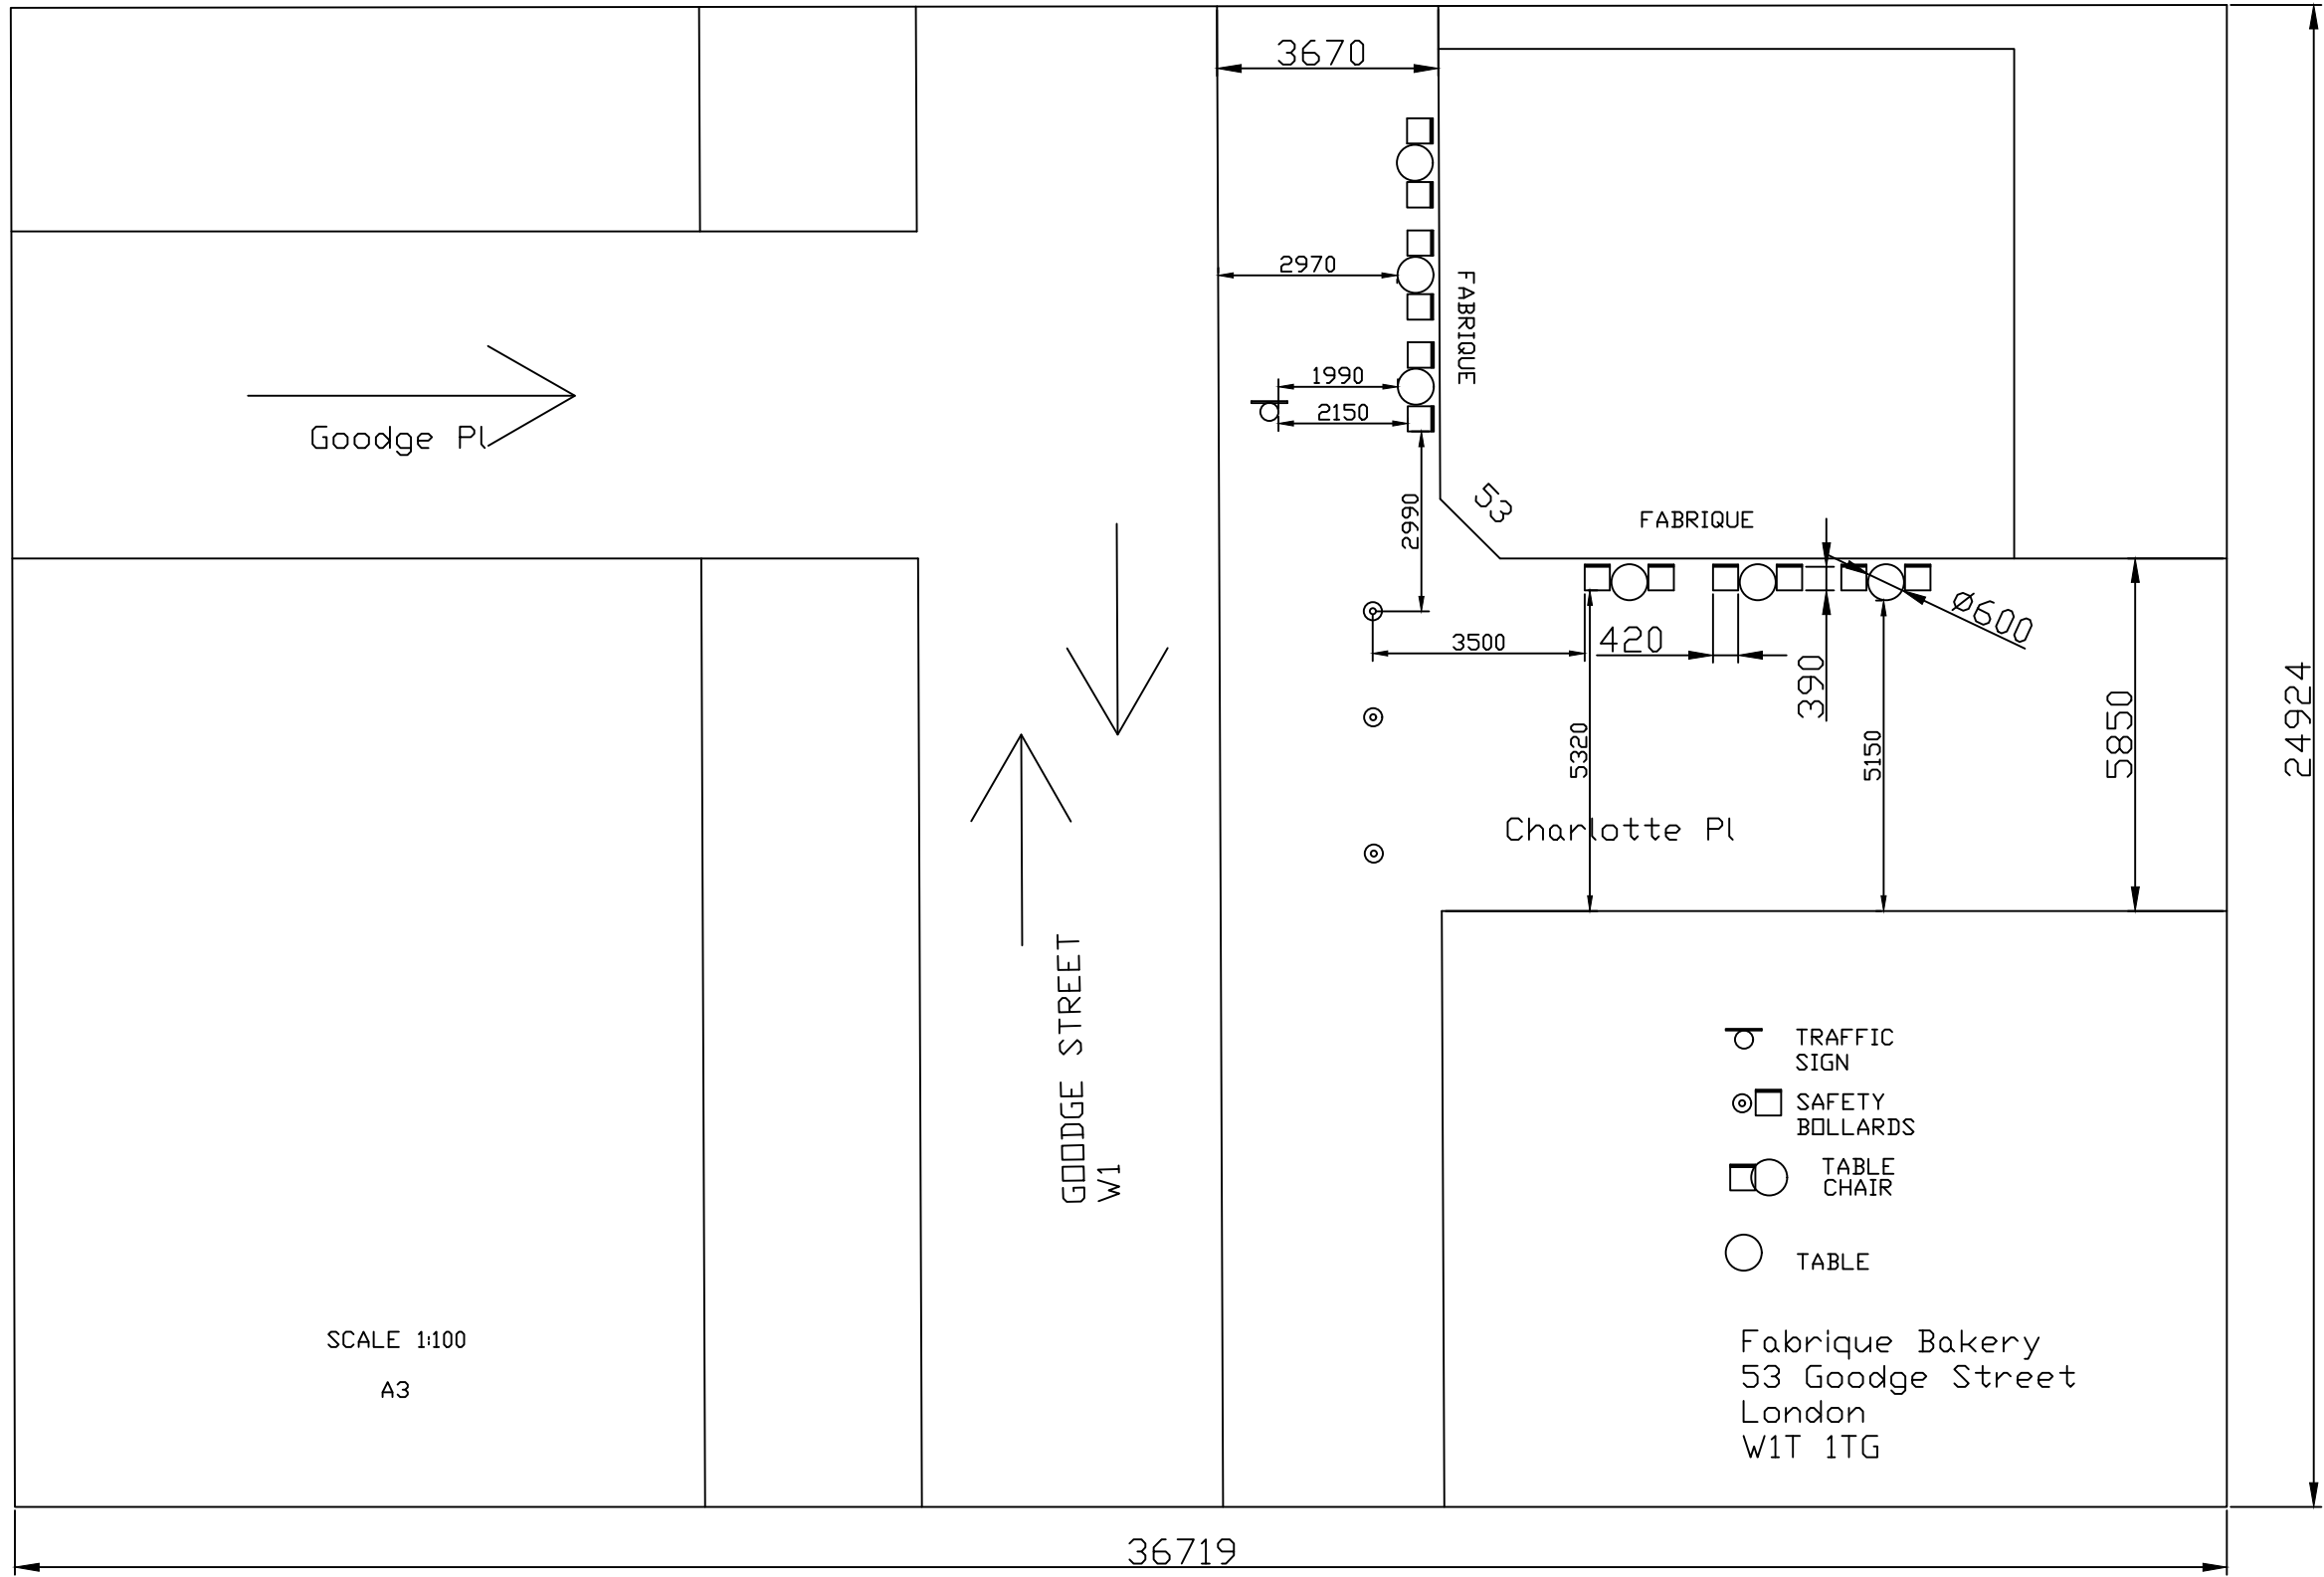 3670
2970
FABRIQUE
1990
2150
Goodge Pl
2990
53
FABRIQUE
Ø600
3500
420
390
5320
5150
5850
24924
Charlotte Pl
GOODGE STREET
W1
TRAFFIC
SIGN
SAFETY
BOLLARDS
TABLE
CHAIR
TABLE
SCALE 1:100
A3
Fabrique Bakery
53 Goodge Street
London
W1T 1TG
36719